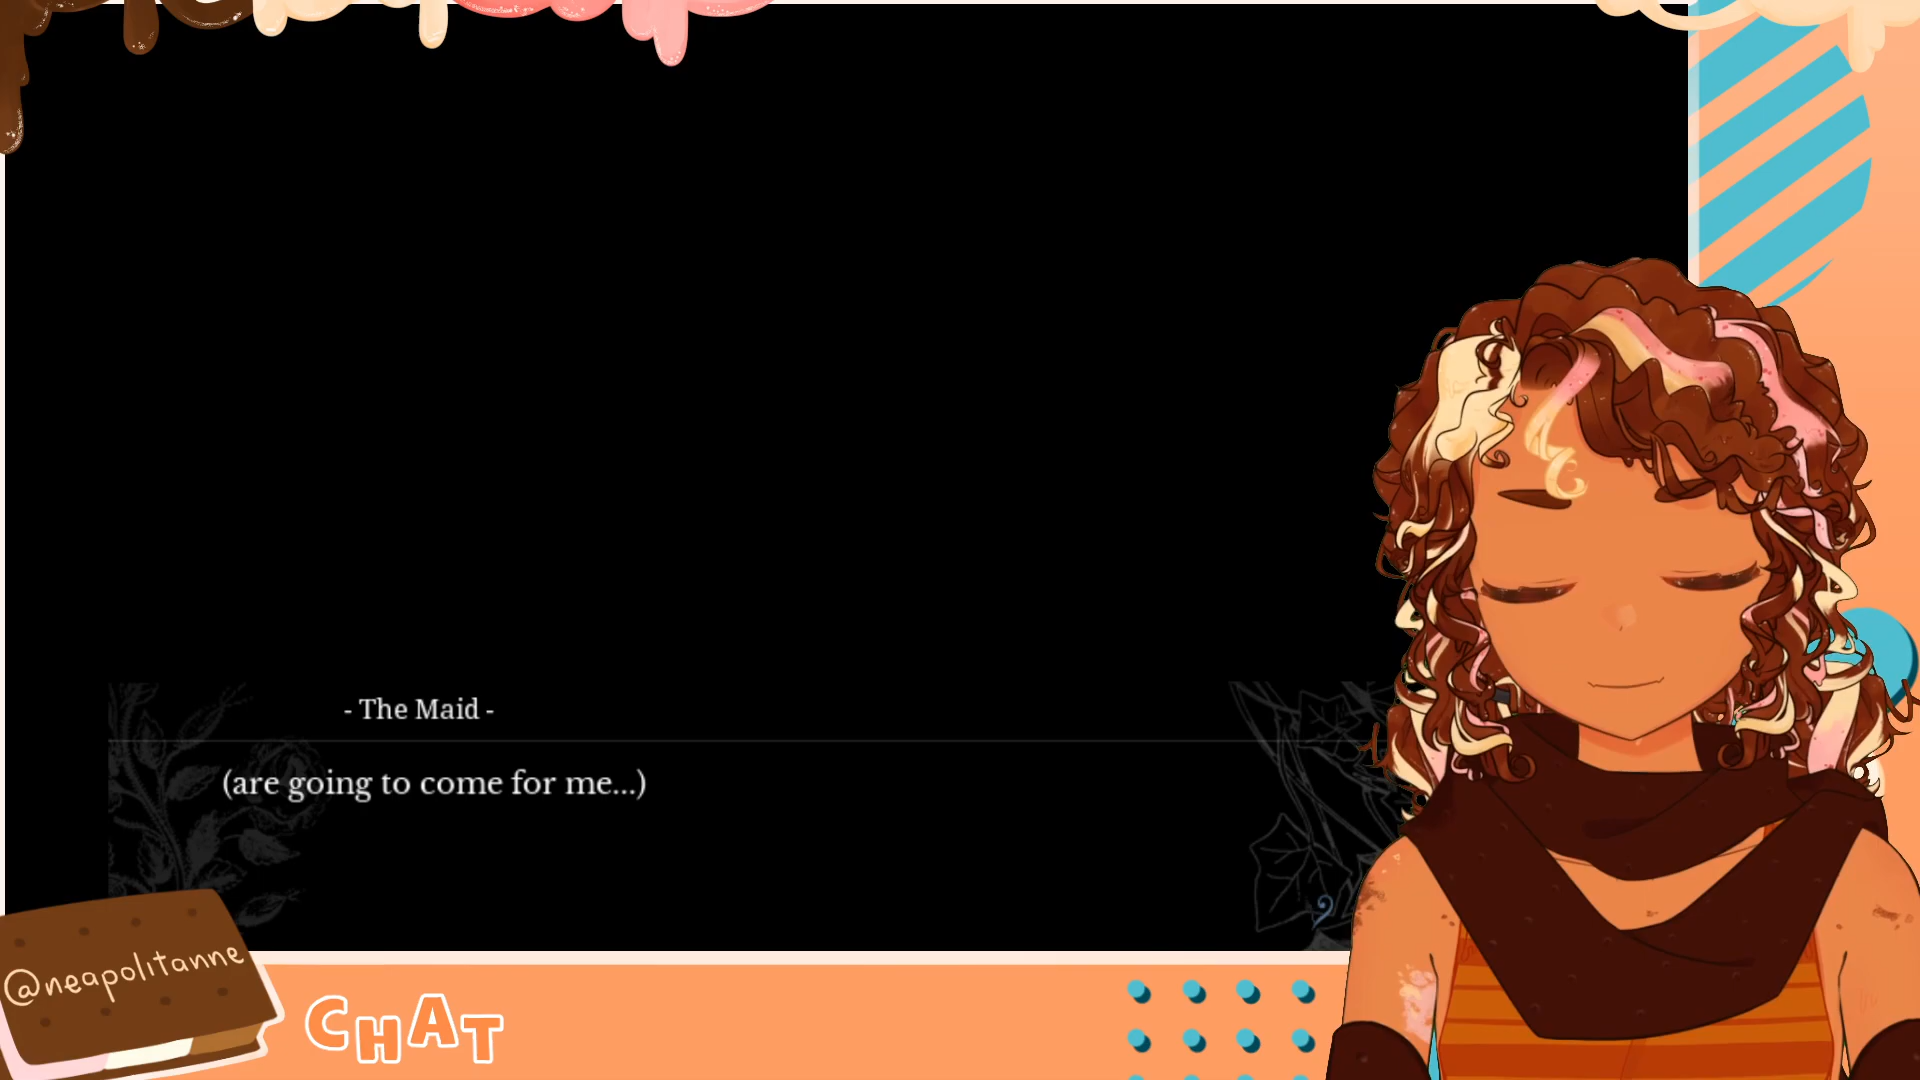 - The Maid -
(are going to come for me...)
@neapolitanne
CHAT